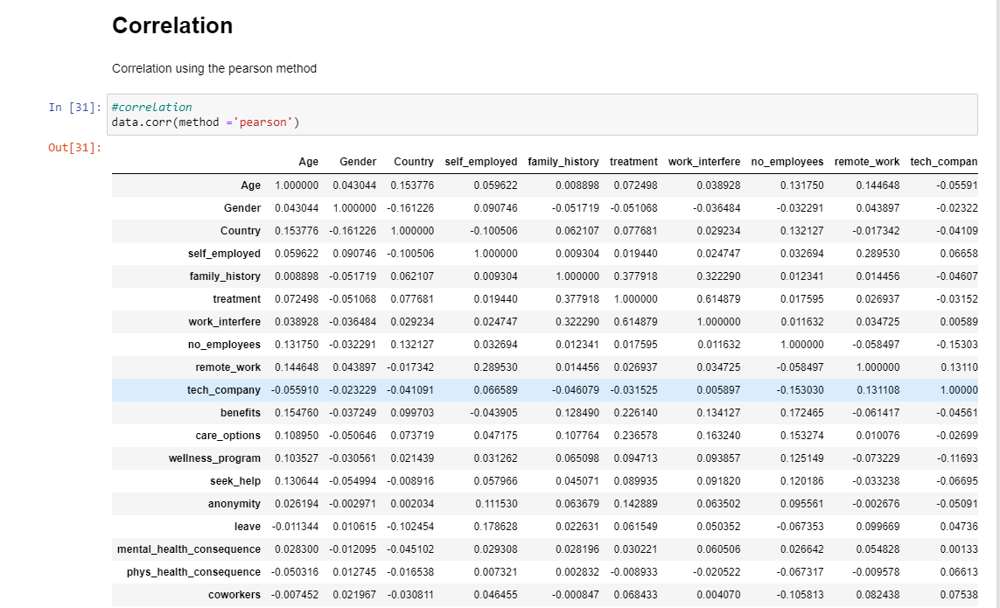 Correlation
Correlation using the pearson method
In [31]: #correlation
data.corr(method ='pearson')
Out[31]:
Age Gender Country self_employed family_history treatment work_interfere no_employees remote_work tech_compan
Age 1.000000 0.043044 0.153776 0.059622 0.008898 0.072498 0.038928 0.131750 0.144648 -0.05591
Gender 0.043044 1.000000 -0.161226 0.090746 -0.051719 -0.051068 -0.036484 -0.032291 0.043897 -0.02322
Country 0.153776 -0.161226 1.000000 -0.100506 0.062107 0.077681 0.029234 0.132127 -0.017342 -0.04109
self_employed 0.059622 0.090746 -0.100506 1.000000 0.009304 0.019440 0.024747 0.032694 0.289530 0.06658
family_history 0.008898 -0.051719 0.062107 0.009304 1.000000 0.377918 0.322290 0.012341 0.014456 -0.04607
treatment 0.072498 -0.051068 0.077681 0.019440 0.377918 1.000000 0.614879 0.017595 0.026937 -0.03152
work_interfere 0.038928 -0.036484 0.029234 0.024747 0.322290 0.614879 1.000000 0.011632 0.034725 0.00589
no_employees 0.131750 -0.032291 0.132127 0.032694 0.012341 0.017595 0.011632 1.000000 -0.058497 -0.15303
remote_work 0.144648 0.043897 -0.017342 0.289530 0.014456 0.026937 0.034725 -0.058497 1.000000 0.13110
tech_company -0.055910 -0.023229 -0.041091 0.066589 -0.046079 -0.031525 0.005897 -0.153030 0.131108 1.00000
benefits 0.154760 -0.037249 0.099703 -0.043905 0.128490 0.226140 0.134127 0.172465 -0.061417 -0.04561
care_options 0.108950 -0.050646 0.073719 0.047175 0.107764 0.236578 0.163240 0.153274 0.010076 -0.02699
wellness_program 0.103527 -0.030561 0.021439 0.031262 0.065098 0.094713 0.093857 0.125149 -0.073229 -0.11693
seek_help 0.130644 -0.054994 -0.008916 0.057966 0.045071 0.089935 0.091820 0.120186 -0.033238 -0.06695
anonymity 0.026194 -0.002971 0.002034 0.111530 0.063679 0.142889 0.063502 0.095561 -0.002676 -0.05091
leave -0.011344 0.010615 -0.102454 0.178628 0.022631 0.061549 0.050352 -0.067353 0.099669 0.04736
mental_health_consequence 0.028300 -0.012095 -0.045102 0.029308 0.028196 0.030221 0.060506 0.026642 0.054828 0.00133
phys_health_consequence -0.050316 0.012745 -0.016538 0.007321 0.002832 -0.008933 -0.020522 -0.067317 -0.009578 0.06613
coworkers -0.007452 0.021967 -0.030811 0.046455 -0.000847 0.068433 0.004070 -0.105813 0.082438 0.07538